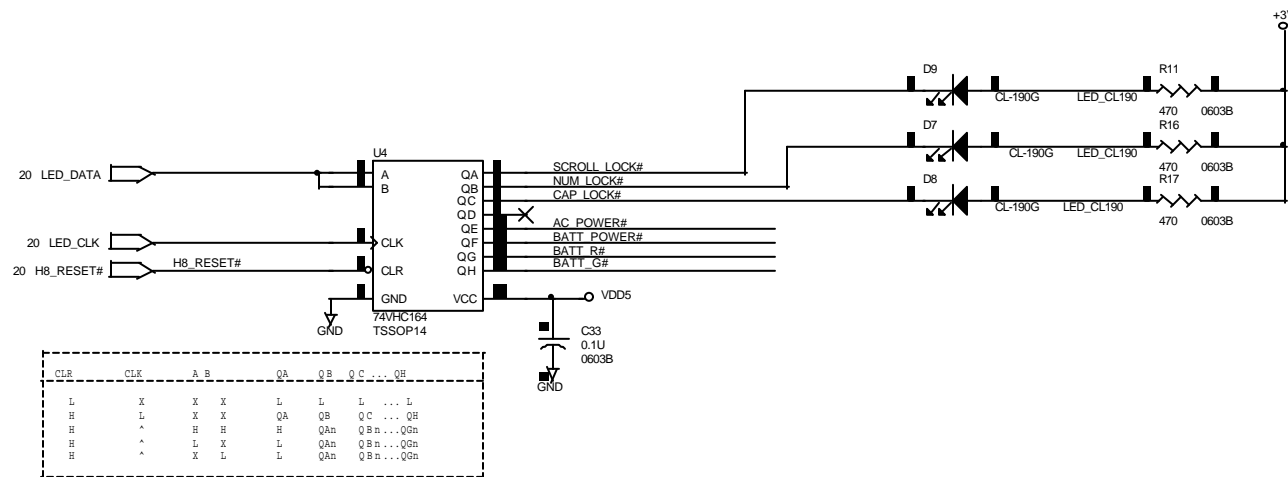 +3
D9
R11
CL-190G
LED_CL190
470
0603B
D7
R16
CL-190G
LED_CL190
470
0603B
D8
R17
CL-190G
LED_CL190
470
0603B
U4
20 LED_DATA
A
B
QA
QB
QC
QD
QE
QF
QG
QH
SCROLL_LOCK#
NUM_LOCK#
CAP_LOCK#
AC_POWER#
BATT_POWER#
BATT_R#
BATT_G#
20 LED_CLK
CLK
20 H8_RESET#
H8_RESET#
CLR
GND
VCC
VDD5
GND
74VHC164
TSSOP14
C33
0.1U
0603B
GND
CLR CLK A B QA QB QC ... QH
L X X X L L L ... L
H L X X QA QB QC ... QH
H ^ H H H QAn QBn...QGn
H ^ L X L QAn QBn...QGn
H ^ X L L QAn QBn...QGn